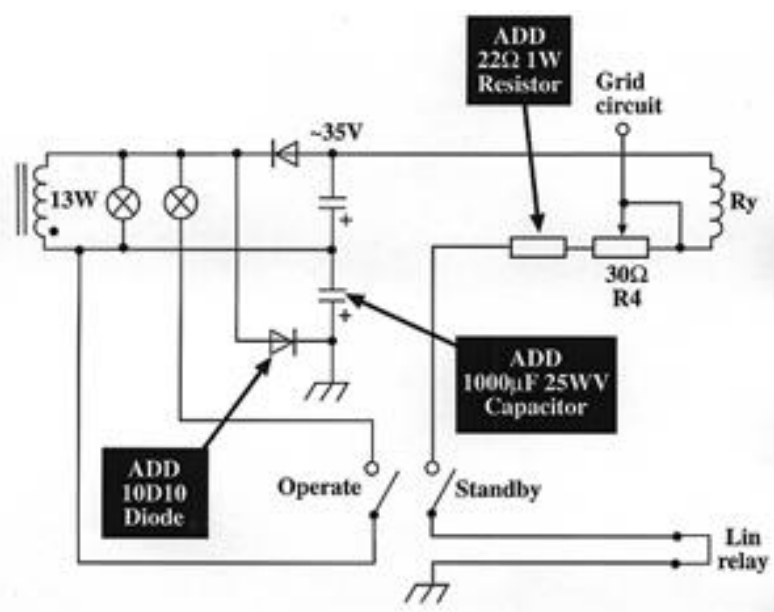 ADD
22Ω 1W
Resistor
Grid
circuit
~35V
13W
Ry
+
30Ω
R4
+
ADD
1000µF 25WV
Capacitor
ADD
10D10
Diode
Operate
Standby
Lin
relay